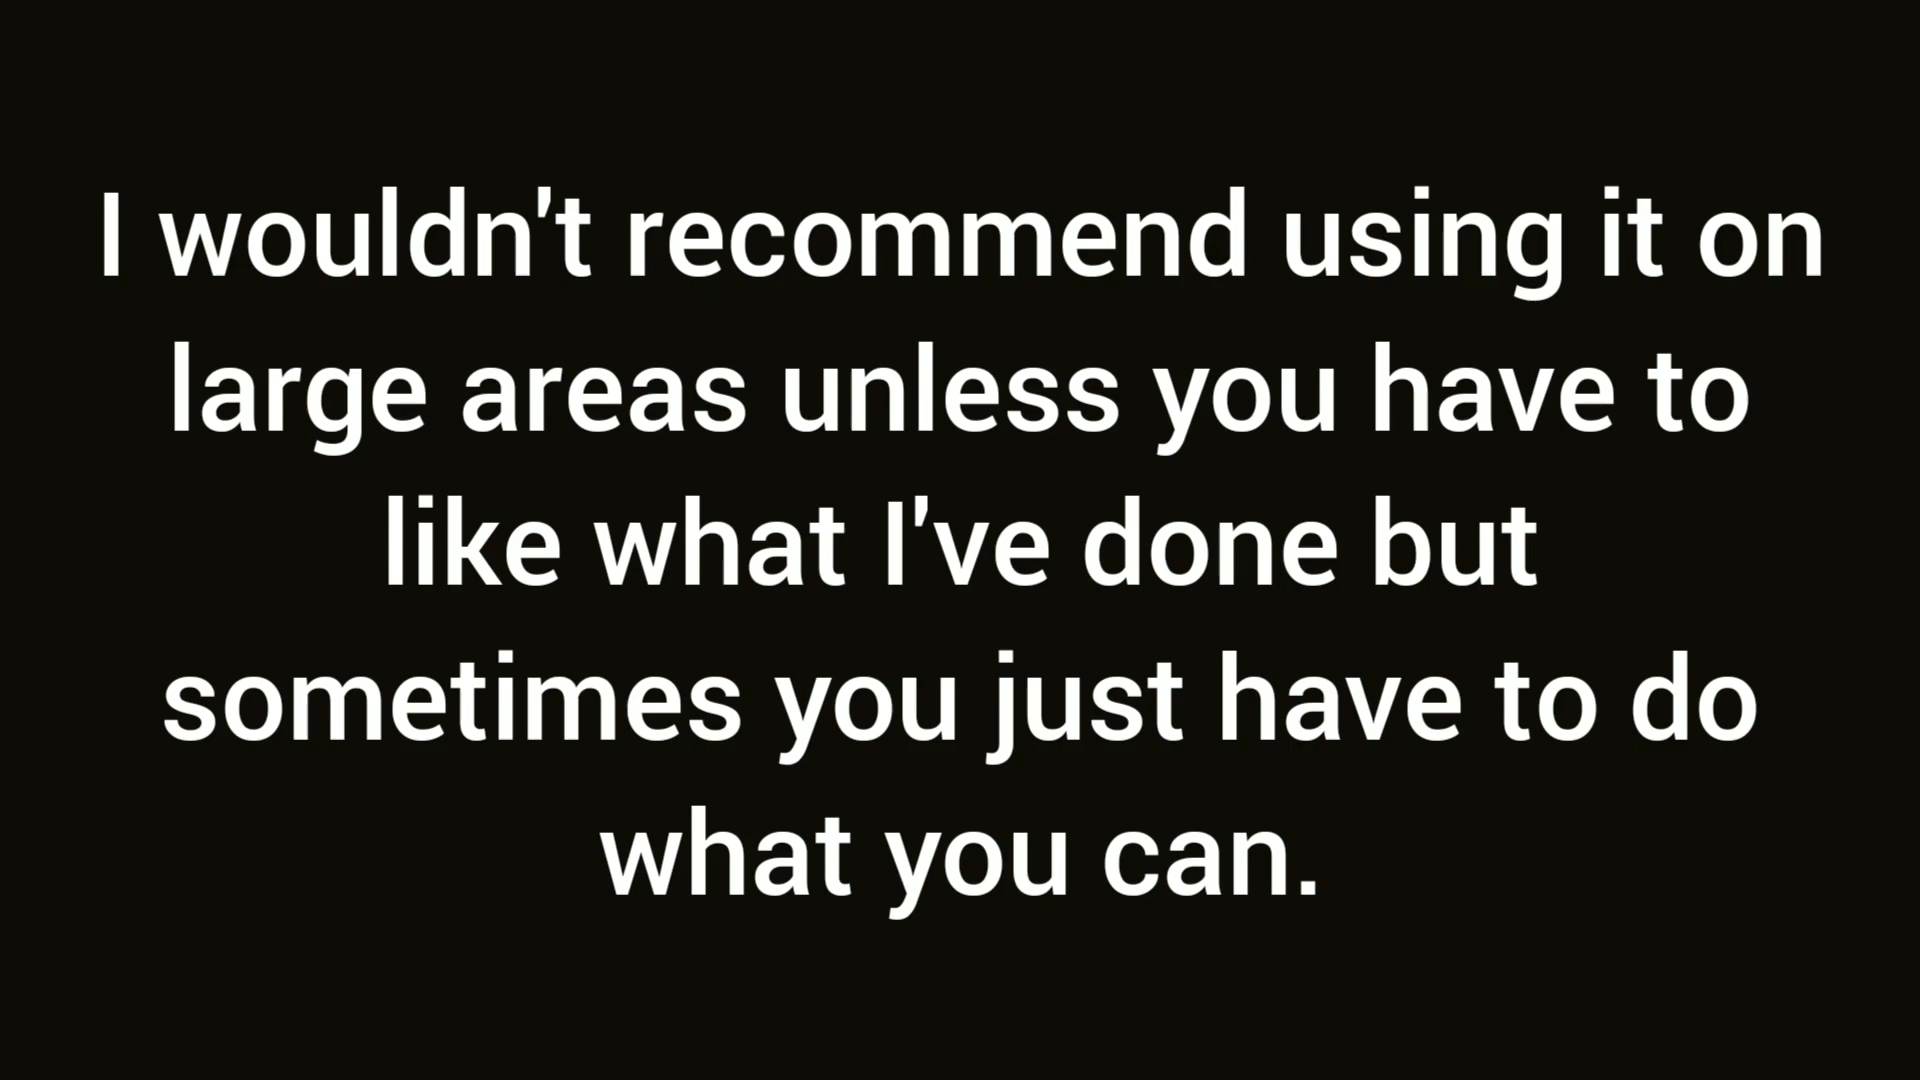 I wouldn't recommend using it on
large areas unless you have to
like what I've done but
sometimes you just have to do
what you can.